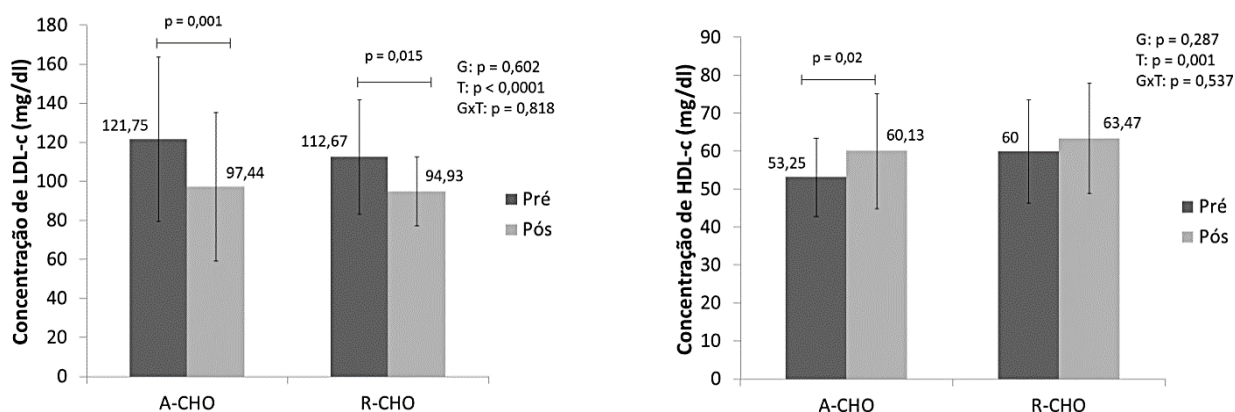 p = 0,001
180
160
140
120
100
80
60
40
20
0
Concentração de LDL-c (mg/dl)
121,75
97,44
p = 0,015
112,67
94,93
G: p = 0,602
T: p < 0,0001
GxT: p = 0,818
Pré
Pós
A-CHO
R-CHO
90
80
70
60
50
40
30
20
10
0
Concentração de HDL-c (mg/dl)
p = 0,02
53,25
60,13
60
63,47
G: p = 0,287
T: p = 0,001
GxT: p = 0,537
Pré
Pós
A-CHO
R-CHO